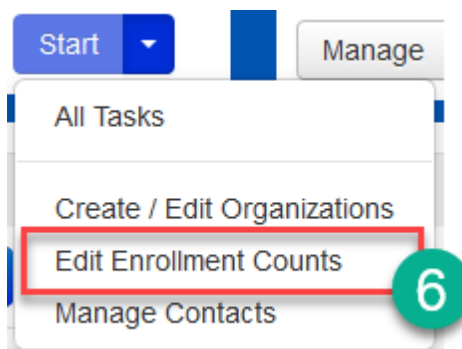 Start
Manage
All Tasks
Create / Edit Organizations
Edit Enrollment Counts
6
Manage Contacts